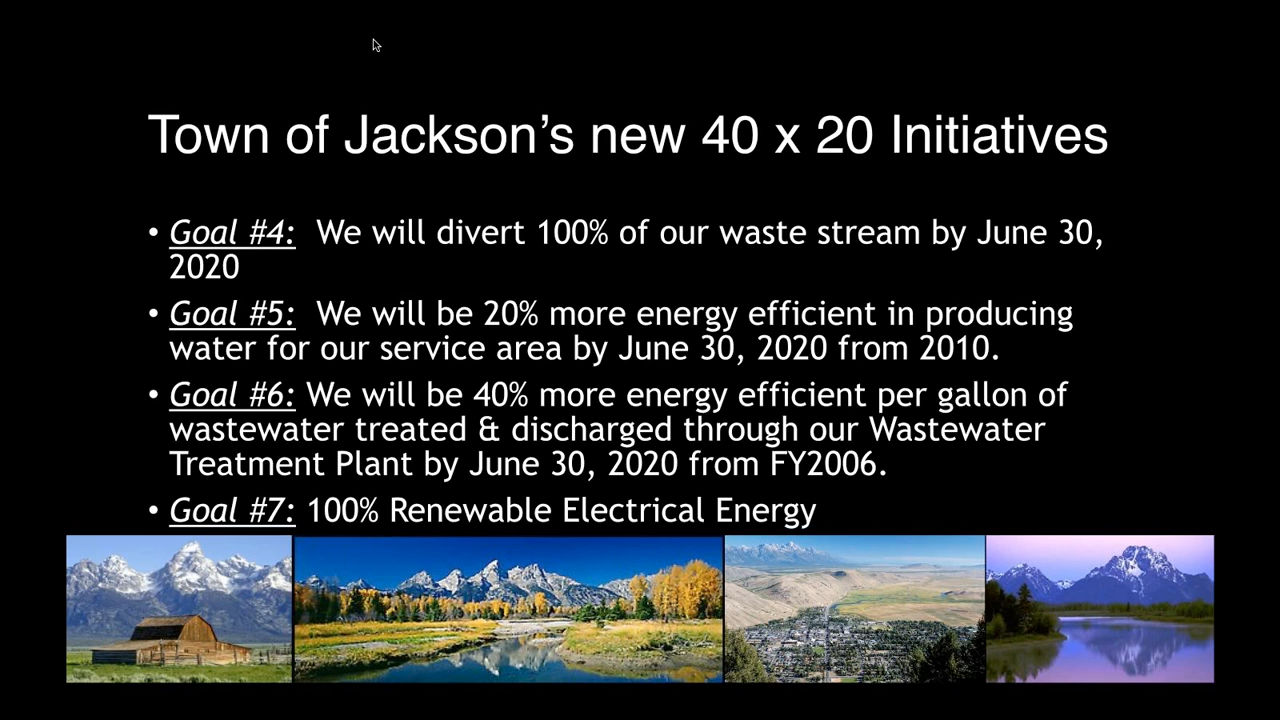 Town of Jackson’s new 40 x 20 Initiatives
• Goal #4: We will divert 100% of our waste stream by June 30,
2020
• Goal #5: We will be 20% more energy efficient in producing
water for our service area by June 30, 2020 from 2010.
• Goal #6: We will be 40% more energy efficient per gallon of
wastewater treated & discharged through our Wastewater
Treatment Plant by June 30, 2020 from FY2006.
• Goal #7: 100% Renewable Electrical Energy